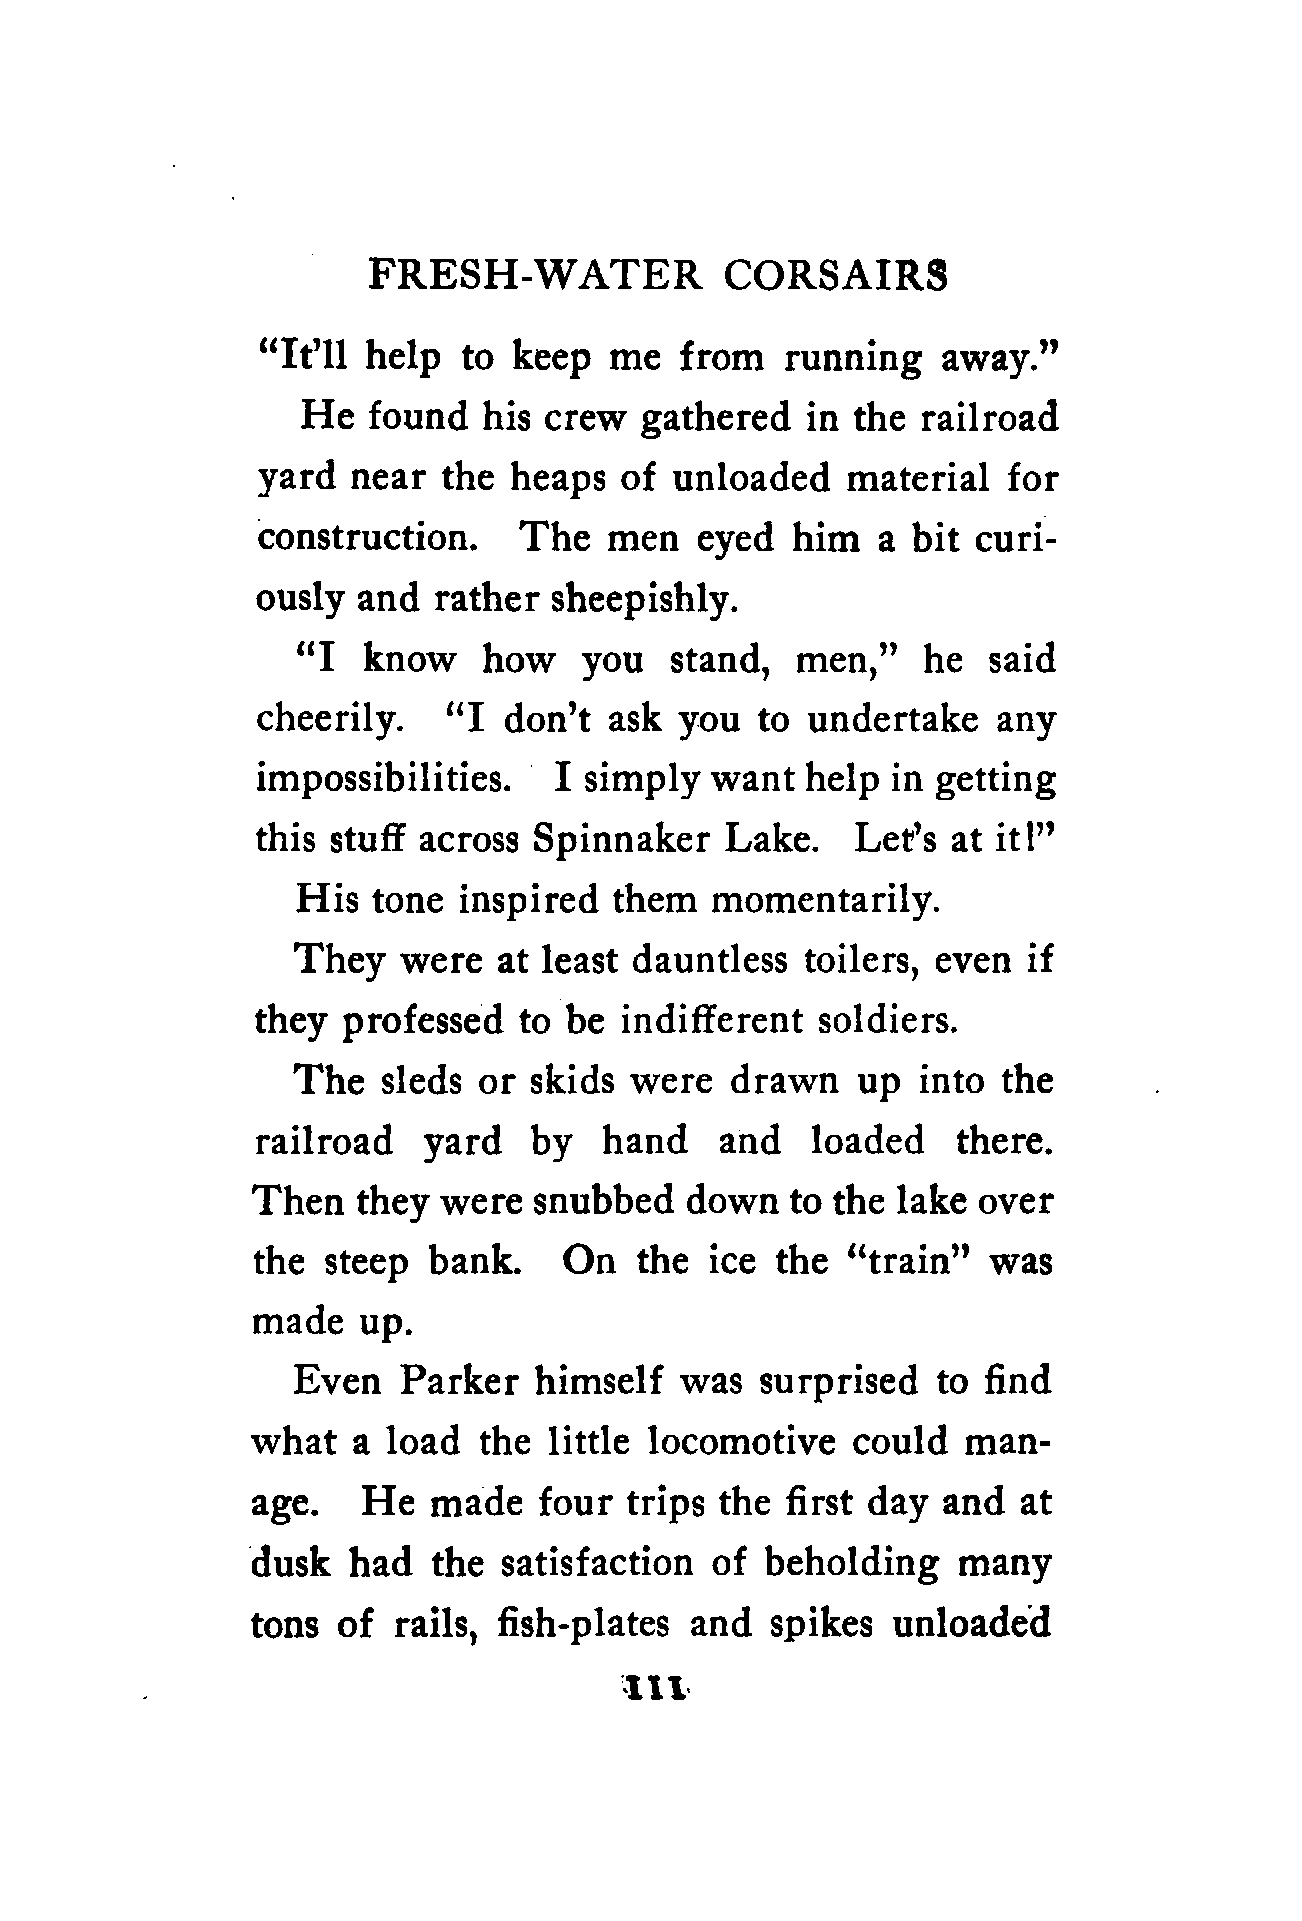 FRESH-WATER CORSAIRS
“It’ll help to keep me from running away.”
He found his crew gathered in the railroad
yard near the heaps of unloaded material for
construction. The men eyed him a bit curi-
ously and rather sheepishly.
“I know how you stand, men,” he said
cheerily. “I don’t ask you to undertake any
impossibilities. I simply want help in getting
this stuff across Spinnaker Lake. Let’s at it!”
His tone inspired them momentarily.
They were at least dauntless toilers, even if
they professed to be indifferent soldiers.
The sleds or skids were drawn up into the
railroad yard by hand and loaded there.
Then they were snubbed down to the lake over
the steep bank. On the ice the “train” was
made up.
Even Parker himself was surprised to find
what a load the little locomotive could man-
age. He made four trips the first day and at
dusk had the satisfaction of beholding many
tons of rails, fish-plates and spikes unloaded
111